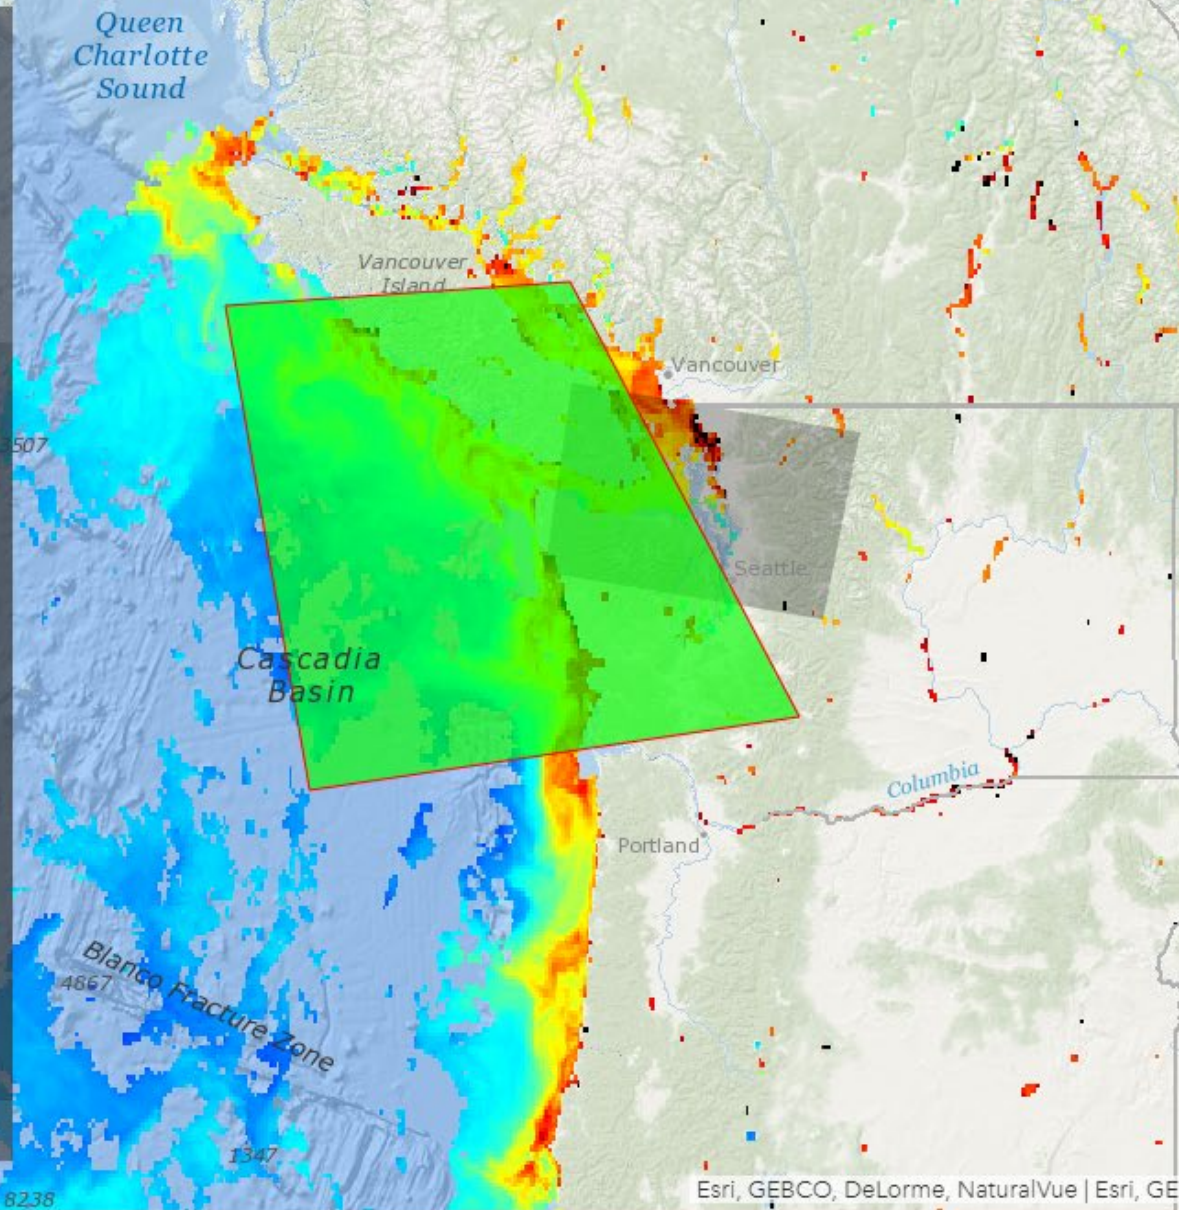 Queen
Charlotte
Sound
Vancouver
Island
Vancouver
3507
Seattle
Cascadia
Basin
Columbia
Portland
Blanco Fracture Zone
4867
1347
8238
Esri, GEBCO, DeLorme, NaturalVue | Esri, GE